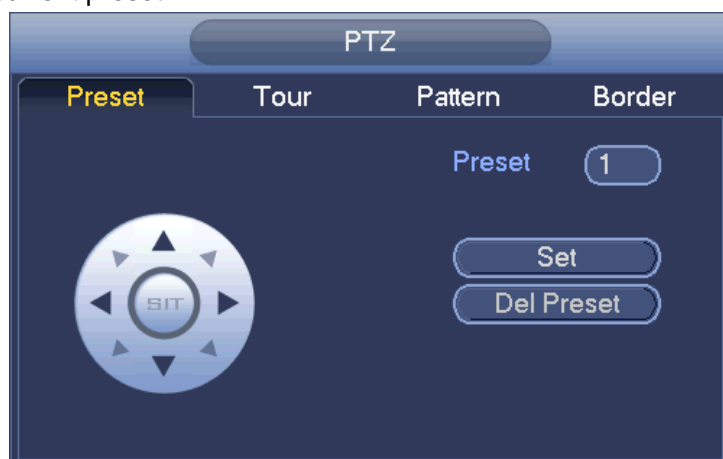 PTZ
Preset Tour Pattern Border
Preset 1
SIT
Set
Del Preset